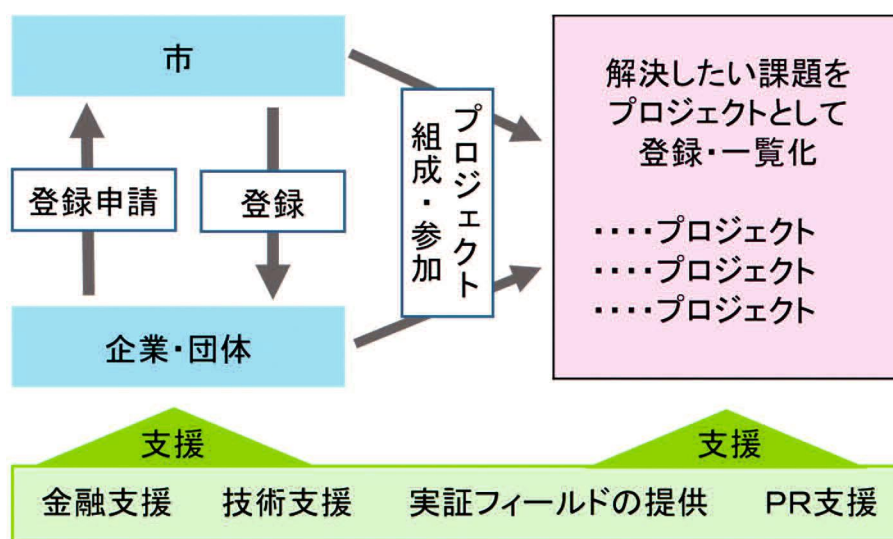 市
登録申請
登録
企業・団体
プロジェクト
組成・参加
解決したい課題を
プロジェクトとして
登録・一覧化
・・・・プロジェクト
・・・・プロジェクト
・・・・プロジェクト
支援
支援
金融支援 技術支援 実証フィールドの提供 PR支援